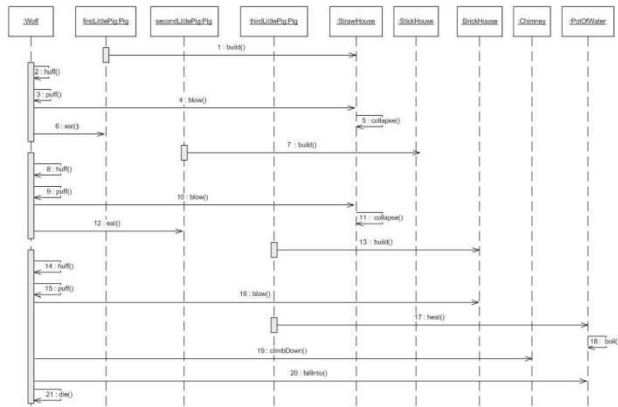 :Wolf
firstLittlePig:Pig
secondLittlePig:Pig
thirdLittlePig:Pig
:StrawHouse
:StickHouse
:BrickHouse
:Chimney
:PotOfWater
1 : build()
2 : huff()
3 : puff()
4 : blow()
5 : collapse()
6 : eat()
7 : build()
8 : huff()
9 : puff()
10 : blow()
11 : collapse()
12 : eat()
13 : build()
14 : huff()
15 : puff()
16 : blow()
17 : heat()
18 : boil()
19 : climbDown()
20 : fallInto()
21 : die()